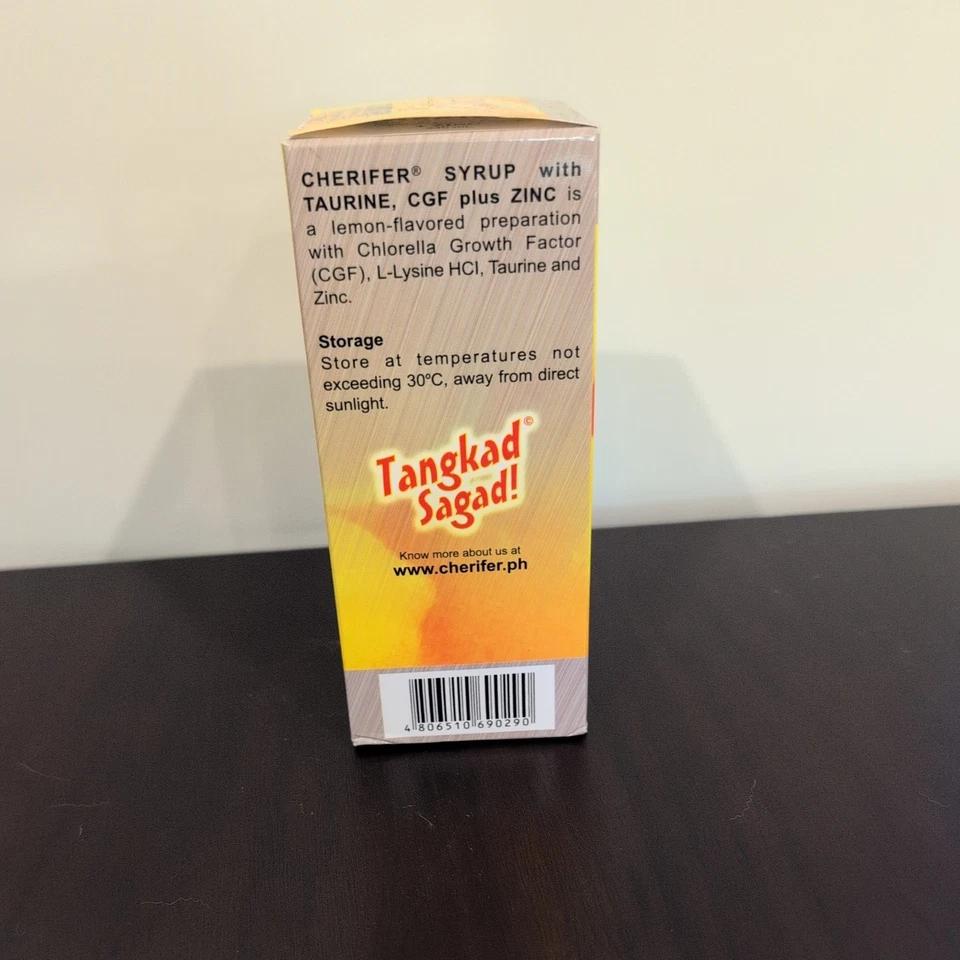 CHERIFER® SYRUP with
TAURINE, CGF plus ZINC is
a lemon-flavored preparation
with Chlorella Growth Factor
(CGF), L-Lysine HCl, Taurine and
Zinc.
Storage
Store at temperatures not
exceeding 30ºC, away from direct
sunlight.
Tangkad©
Sagad!
Know more about us at
www.cherifer.ph
4 806510 690290